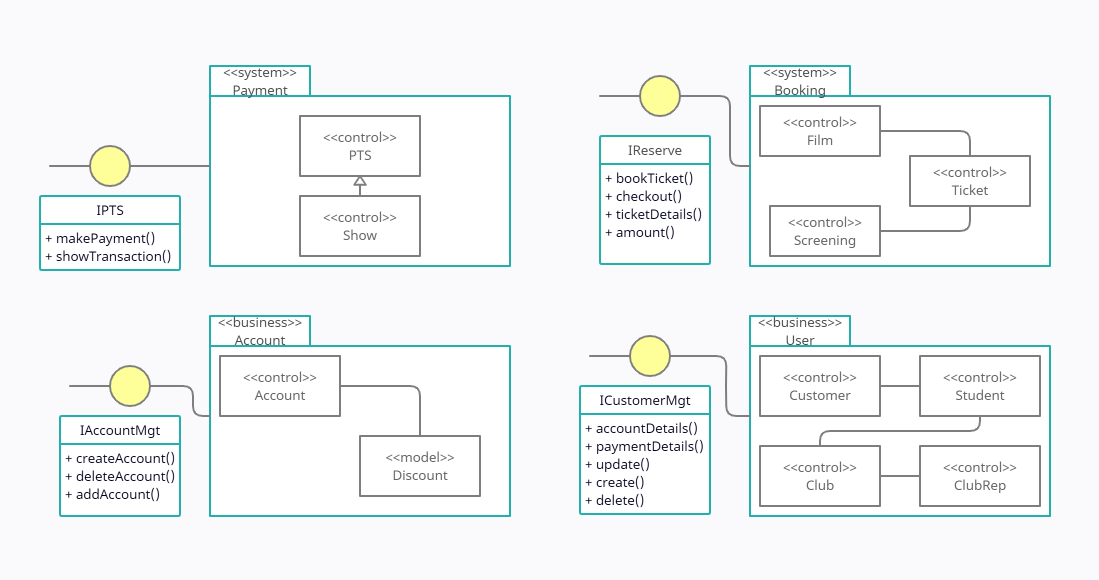 <<system>>
Payment
<<control>>
PTS
<<control>>
Show
IPTS
+ makePayment()
+ showTransaction()
<<system>>
Booking
<<control>>
Film
<<control>>
Ticket
<<control>>
Screening
IReserve
+ bookTicket()
+ checkout()
+ ticketDetails()
+ amount()
<<business>>
Account
<<control>>
Account
<<model>>
Discount
IAccountMgt
+ createAccount()
+ deleteAccount()
+ addAccount()
<<business>>
User
<<control>>
Customer
<<control>>
Student
<<control>>
Club
<<control>>
ClubRep
ICustomerMgt
+ accountDetails()
+ paymentDetails()
+ update()
+ create()
+ delete()